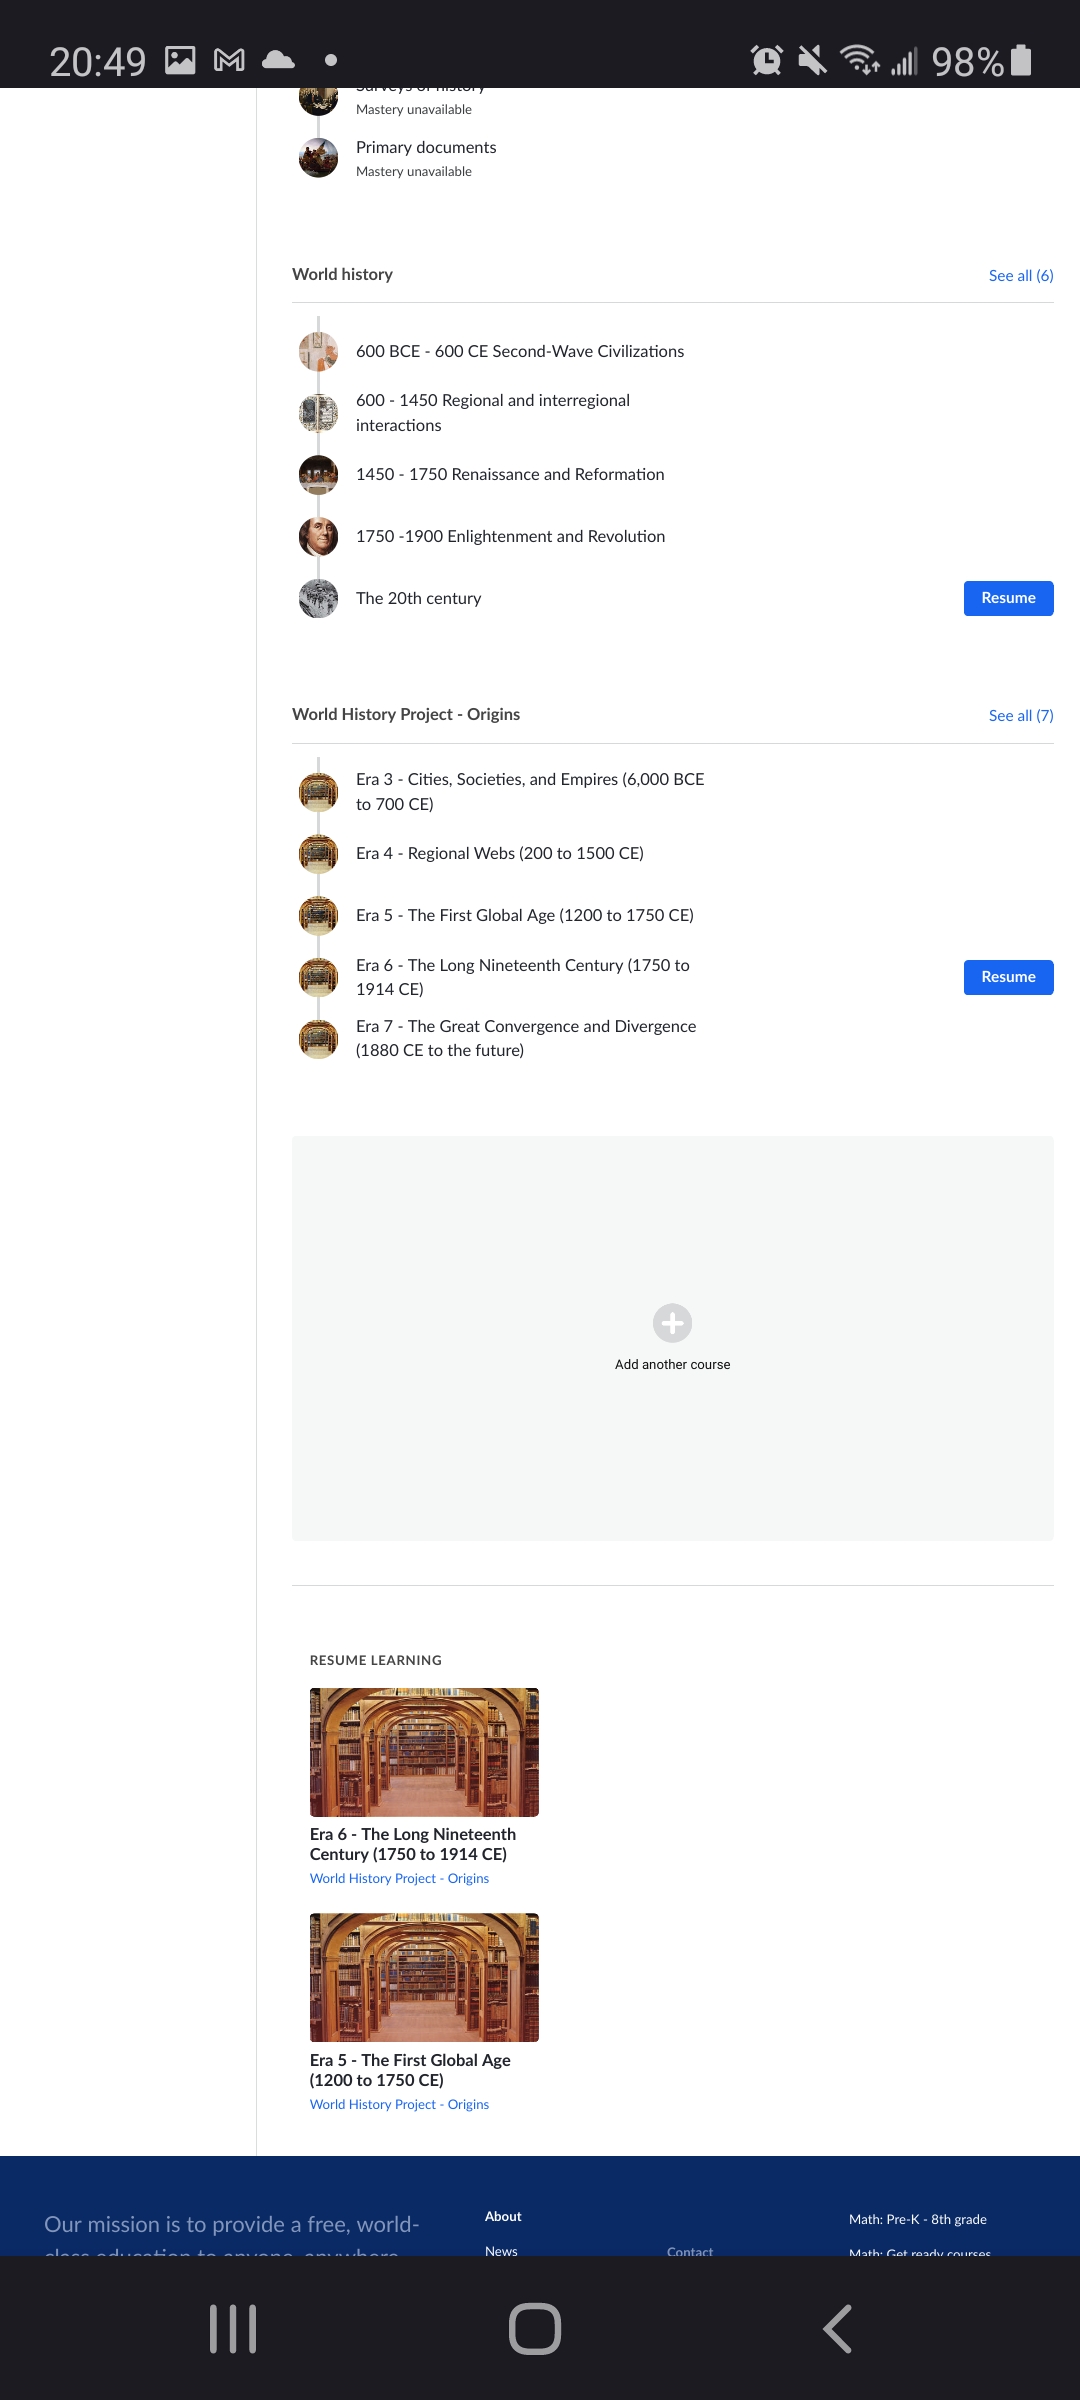 20:49
98%
Surveys of history
Mastery unavailable
Primary documents
Mastery unavailable
World history
See all (6)
600 BCE - 600 CE Second-Wave Civilizations
600 - 1450 Regional and interregional
interactions
1450 - 1750 Renaissance and Reformation
1750 -1900 Enlightenment and Revolution
The 20th century
Resume
World History Project - Origins
See all (7)
Era 3 - Cities, Societies, and Empires (6,000 BCE
to 700 CE)
Era 4 - Regional Webs (200 to 1500 CE)
Era 5 - The First Global Age (1200 to 1750 CE)
Era 6 - The Long Nineteenth Century (1750 to
1914 CE)
Resume
Era 7 - The Great Convergence and Divergence
(1880 CE to the future)
Add another course
RESUME LEARNING
Era 6 - The Long Nineteenth
Century (1750 to 1914 CE)
World History Project - Origins
Era 5 - The First Global Age
(1200 to 1750 CE)
World History Project - Origins
Our mission is to provide a free, world-
class education to anyone, anywhere.
About
News
Contact
Math: Pre-K - 8th grade
Math: Get ready courses